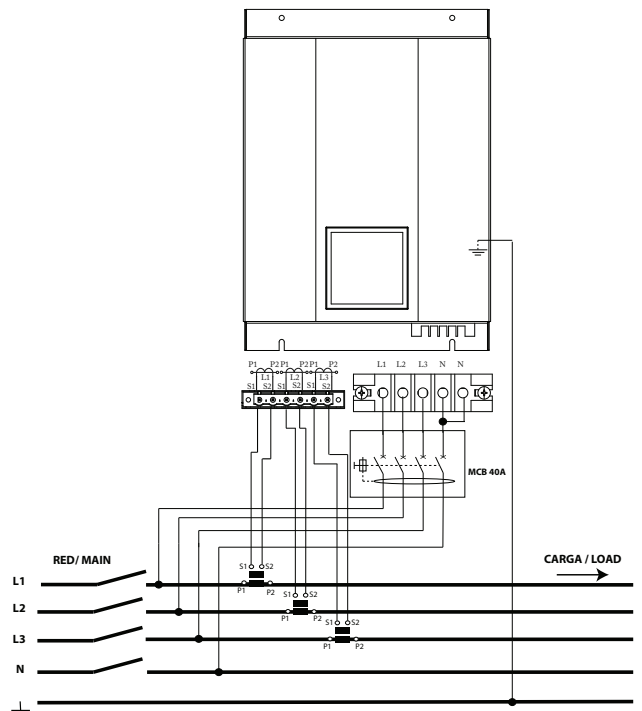 P1 P2 P1 P2 P1 P2
L1 L2 L3
S1 S2 S1 S2 S1 S2
L1 L2 L3 N N
MCB 40A
RED/ MAIN
CARGA / LOAD
L1
S1 S2
P1 P2
L2
S1 S2
P1 P2
L3
S1 S2
P1 P2
N